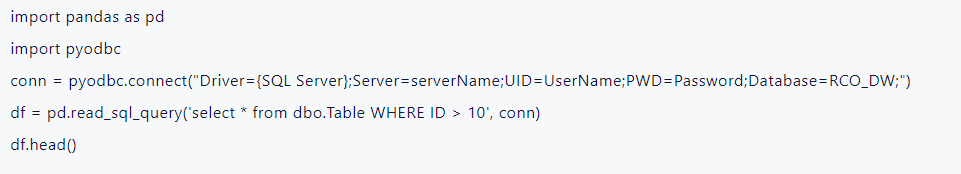 import pandas as pd
import pyodbc
conn = pyodbc.connect("Driver={SQL Server};Server=serverName;UID=UserName;PWD=Password;Database=RCO_DW;")
df = pd.read_sql_query('select * from dbo.Table WHERE ID > 10', conn)
df.head()